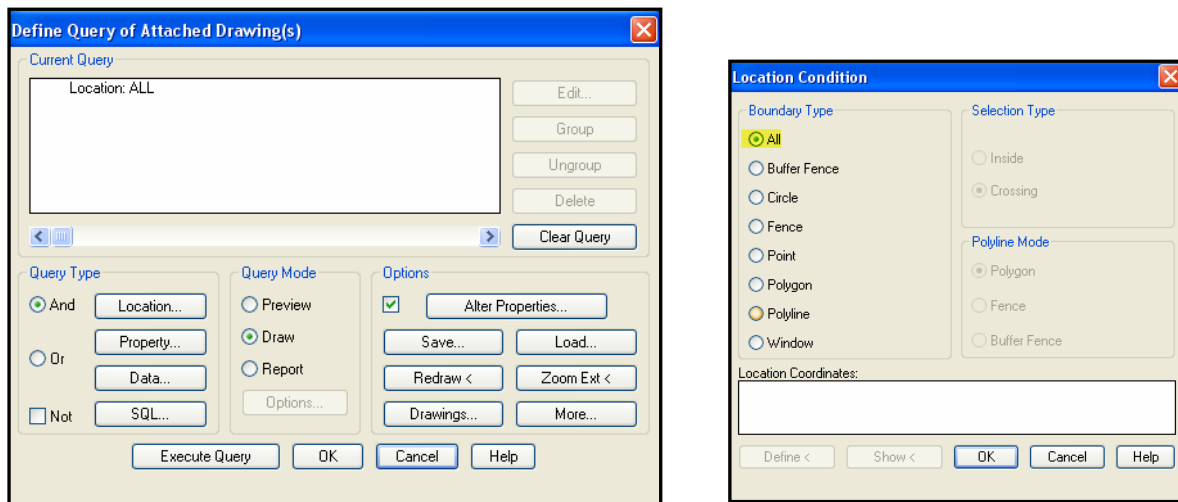 Define Query of Attached Drawing(s)
Current Query
Location: ALL
Edit...
Group
Ungroup
Delete
Clear Query
Query Type
And
Location...
Property...
Or
Data...
Not
SQL...
Query Mode
Preview
Draw
Report
Options...
Options
Alter Properties...
Save... Load...
Redraw < Zoom Ext <
Drawings... More...
Execute Query OK Cancel Help
Location Condition
Boundary Type
All
Buffer Fence
Circle
Fence
Point
Polygon
Polyline
Window
Selection Type
Inside
Crossing
Polyline Mode
Polygon
Fence
Buffer Fence
Location Coordinates:
Define < Show < OK Cancel Help